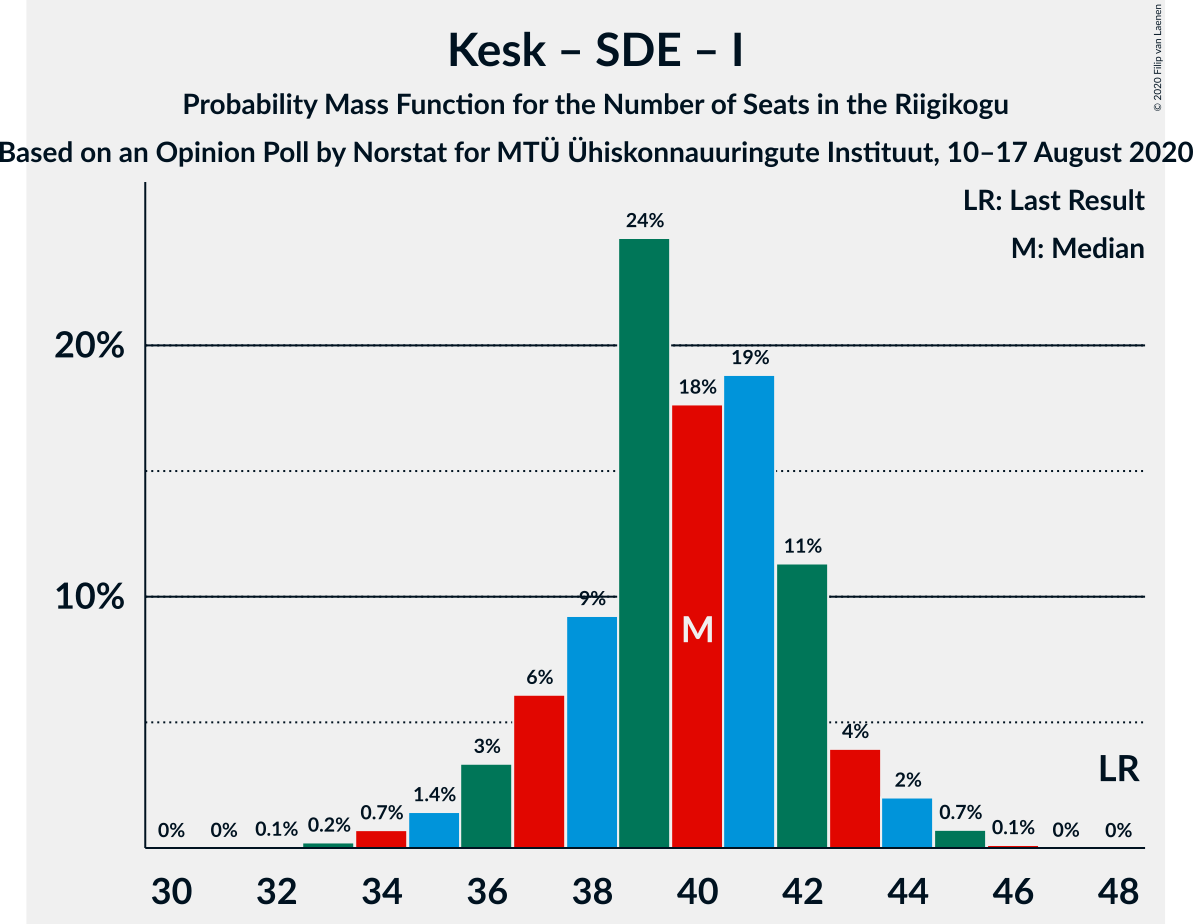 Kesk – SDE – I
Probability Mass Function for the Number of Seats in the Riigikogu
Based on an Opinion Poll by Norstat for MTÜ Ühiskonnauuringute Instituut, 10–17 August 2020
© 2020 Filip van Laenen
LR: Last Result
M: Median
24%
20%
19%
18%
11%
10%
9%
M
6%
4%
3%
LR
2%
1.4%
0.7%
0.7%
0% 0% 0.1% 0.2% 0.1% 0% 0%
30 32 34 36 38 40 42 44 46 48